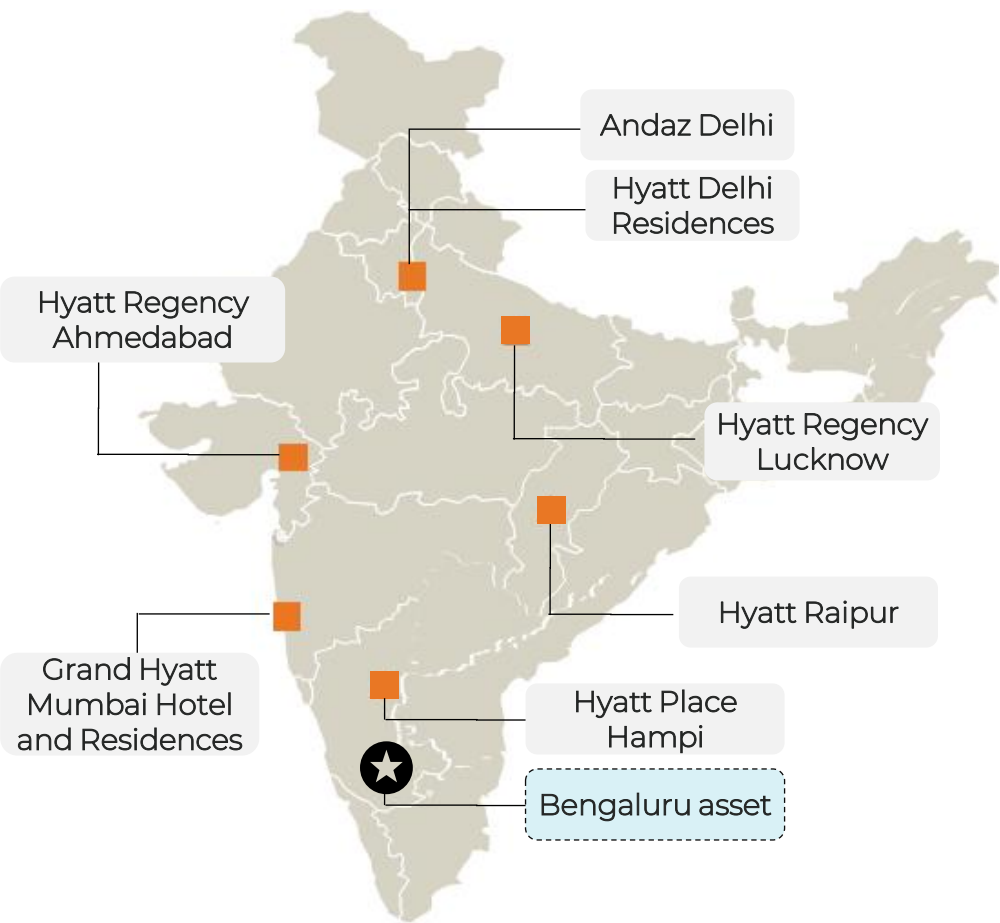 Andaz Delhi
Hyatt Delhi
Residences
Hyatt Regency
Ahmedabad
Hyatt Regency
Lucknow
Hyatt Raipur
Grand Hyatt
Mumbai Hotel
and Residences
Hyatt Place
Hampi
Bengaluru asset